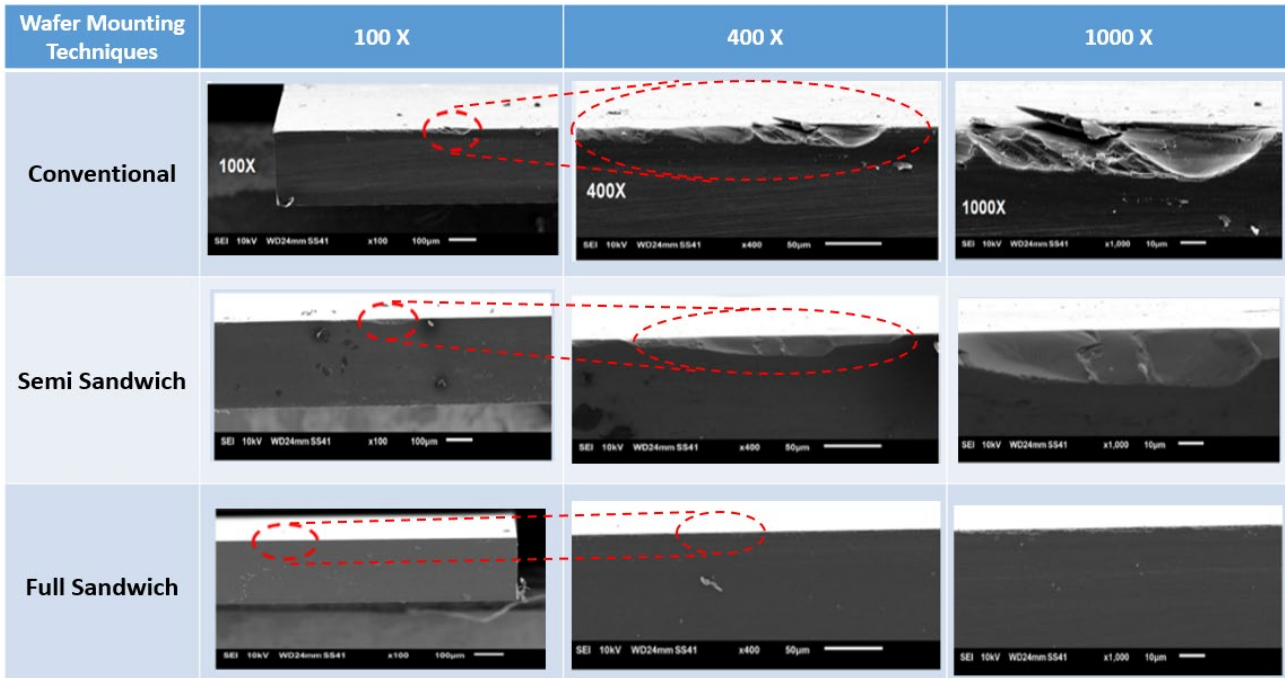 Wafer Mounting
Techniques
100 X
400 X
1000 X
Conventional
100X
SEI 10kV WD24mm SS41 x100 100µm
400X
SEI 10kV WD24mm SS41 x400 50µm
1000X
SEI 10kV WD24mm SS41 x1,000 10µm
Semi Sandwich
SEI 10kV WD24mm SS41 x100 100µm
SEI 10kV WD24mm SS41 x400 50µm
SEI 10kV WD24mm SS41 x1,000 10µm
Full Sandwich
SEI 10kV WD24mm SS41 x100 100µm
SEI 10kV WD24mm SS41 x400 50µm
SEI 10kV WD24mm SS41 x1,000 10µm